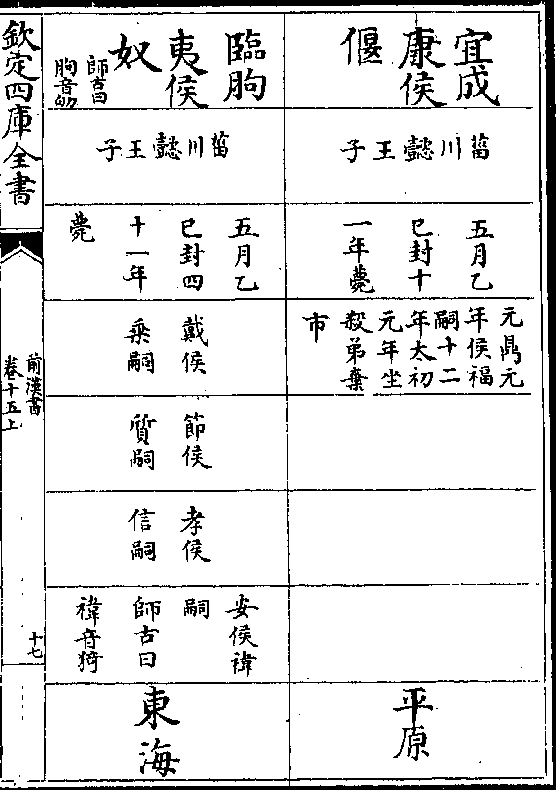 宜成
康侯
偃
菑川懿王子
五月乙
巳封十
一年薨
元鼎元
年侯福
嗣十二
年太初
元年坐
殺弟棄
市
平原
臨朐
夷侯
奴
師古曰
朐音劬
菑川懿王子
五月乙
巳封四
十一年
薨
戴侯
乘嗣
節侯
質嗣
孝侯
信嗣
安侯禕
嗣
師古曰
禕音猗
東海
欽定四庫全書
前漢書
卷十五上
十七